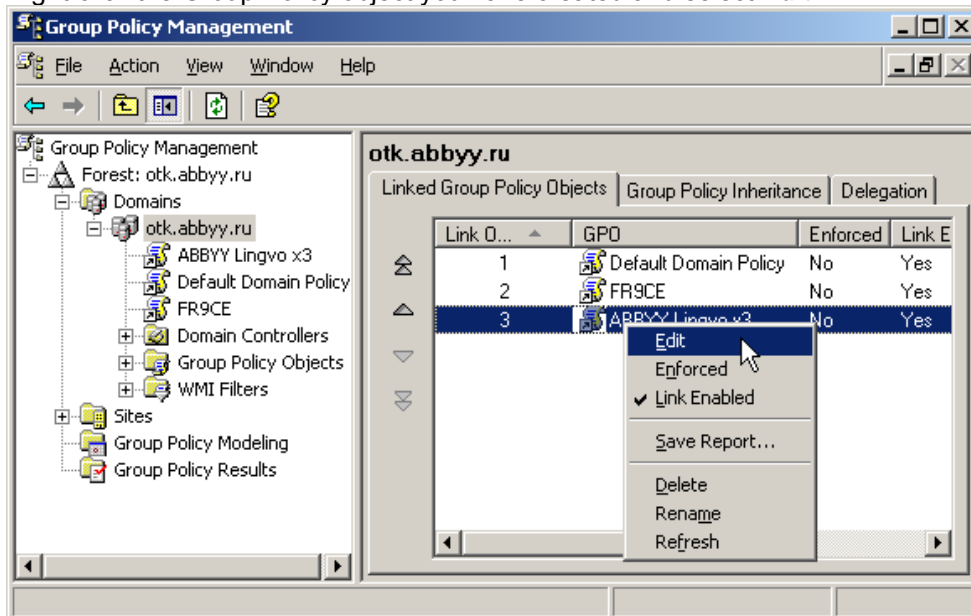 Group Policy Management
File Action View Window Help
Group Policy Management
Forest: otk.abbyy.ru
Domains
otk.abbyy.ru
ABBYY Lingvo x3
Default Domain Policy
FR9CE
Domain Controllers
Group Policy Objects
WMI Filters
Sites
Group Policy Modeling
Group Policy Results
otk.abbyy.ru
Linked Group Policy Objects Group Policy Inheritance Delegation
Link O... GPO Enforced Link E
1 Default Domain Policy No Yes
2 FR9CE No Yes
3 ABBYY Lingvo x3 No Yes
Edit
Enforced
Link Enabled
Save Report...
Delete
Rename
Refresh